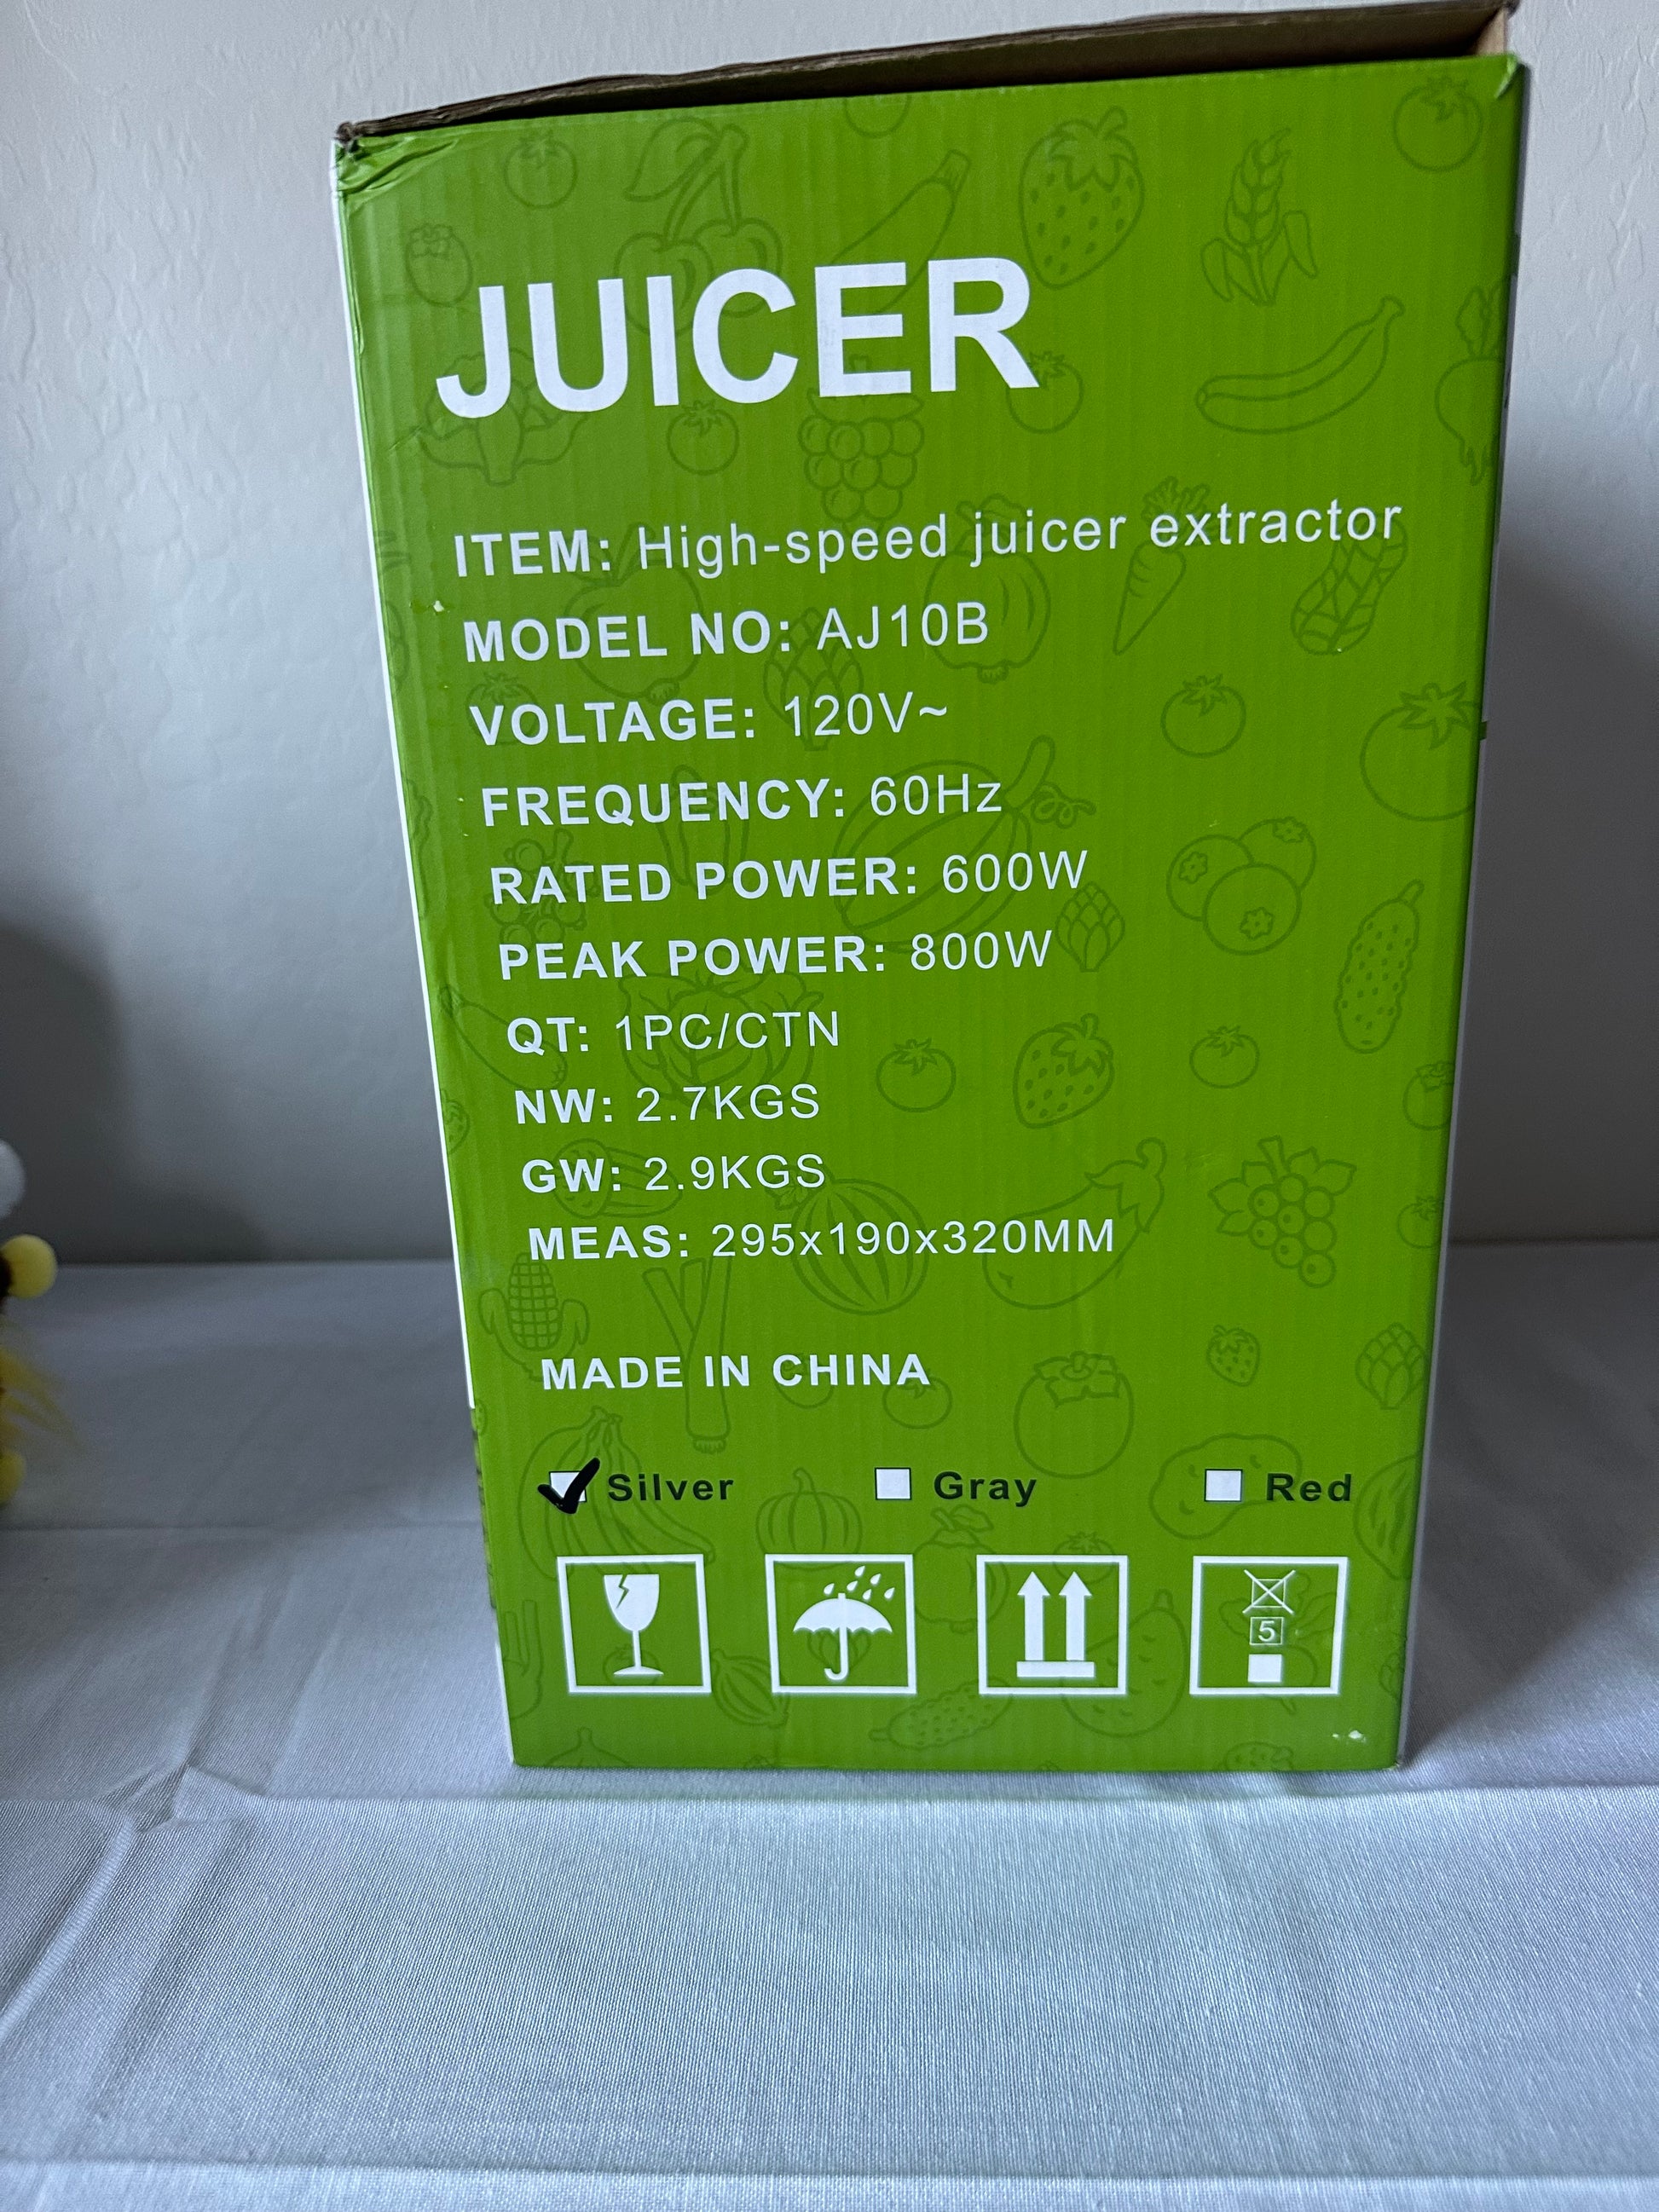 JUICER
ITEM: High-speed juicer extractor
MODEL NO: AJ10B
VOLTAGE: 120V~
FREQUENCY: 60Hz
RATED POWER: 600W
PEAK POWER: 800W
QT: 1PC/CTN
NW: 2.7KGS
GW: 2.9KGS
MEAS: 295x190x320MM
MADE IN CHINA
Silver Gray Red
5